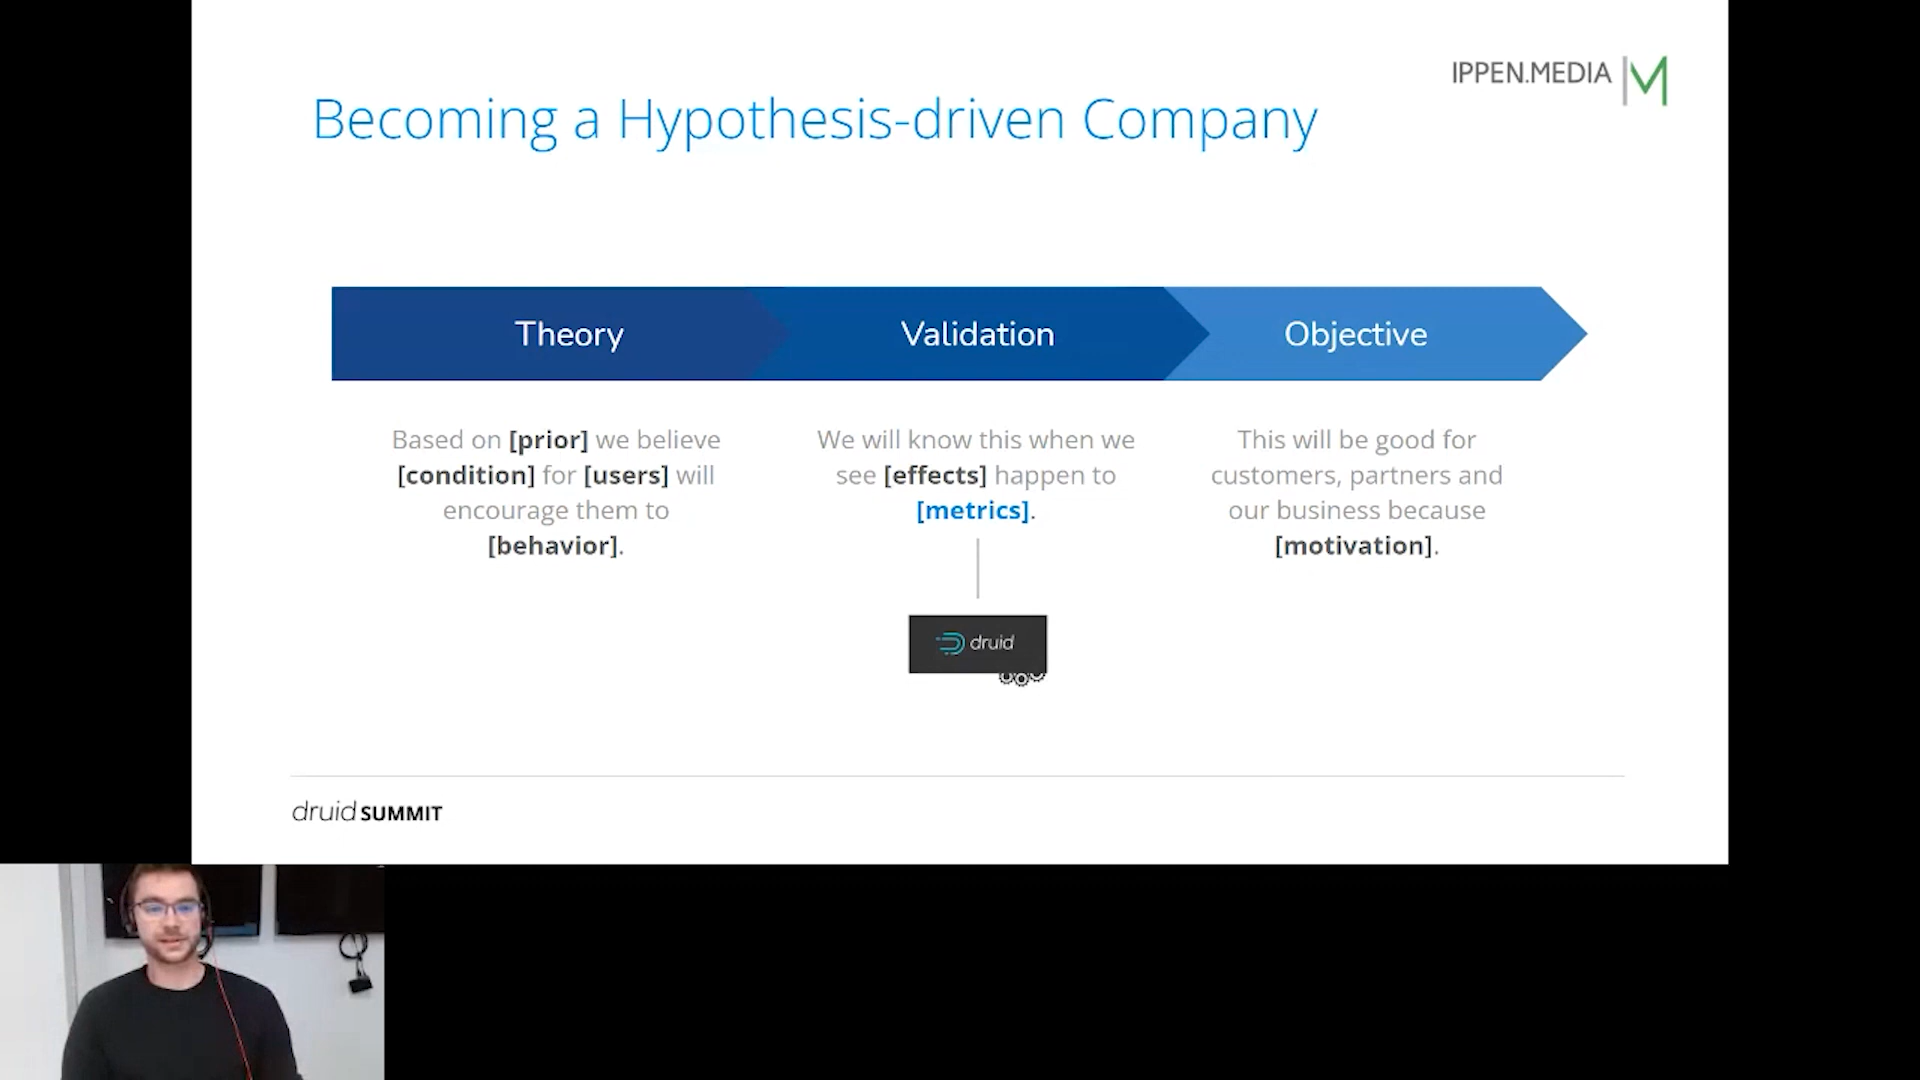 IPPEN.MEDIA
Becoming a Hypothesis-driven Company
Theory
Validation
Objective
Based on [prior] we believe
[condition] for [users] will
encourage them to
[behavior].
We will know this when we
see [effects] happen to
[metrics].
This will be good for
customers, partners and
our business because
[motivation].
druid
druid SUMMIT